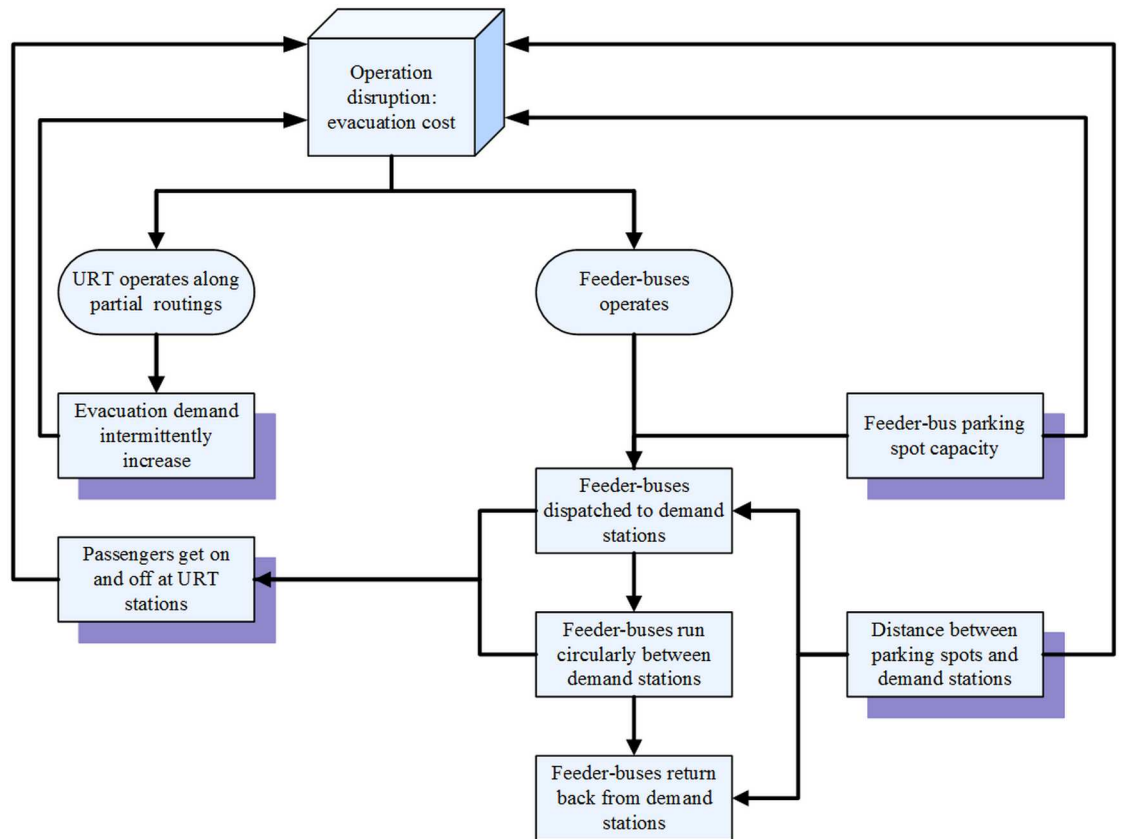 Operation
disruption:
evacuation cost
URT operates along
partial routings
Feeder-buses
operates
Evacuation demand
intermittently
increase
Feeder-bus parking
spot capacity
Feeder-buses
dispatched to demand
stations
Passengers get on
and off at URT
stations
Feeder-buses run
circularly between
demand stations
Distance between
parking spots and
demand stations
Feeder-buses return
back from demand
stations